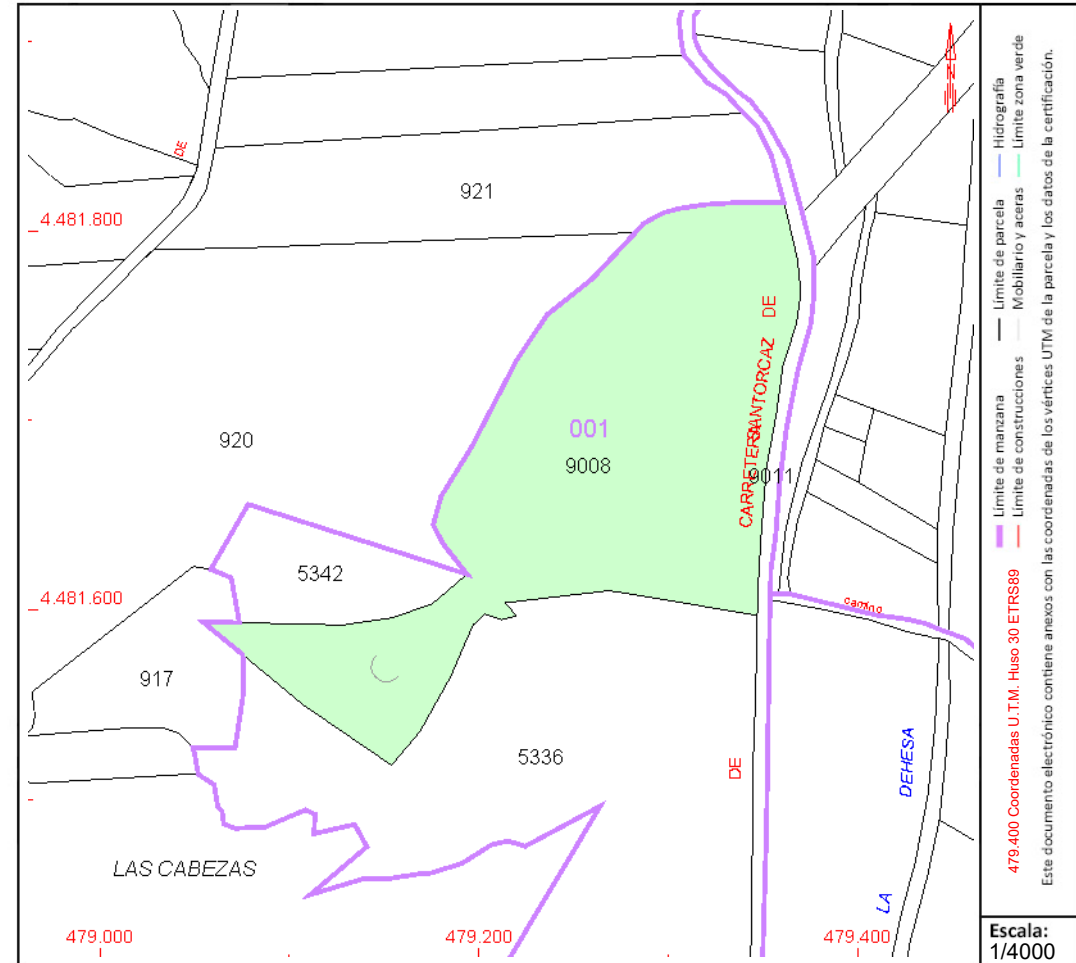 DE
921
4.481.800
DE
CARRETERA
SANTORCAZ
001
9008
920
9011
5342
4.481.600
camino
917
5336
DE
DEHESA
LA
LAS CABEZAS
479.000
479.200
479.400
N
Límite de manzana
Límite de parcela
Hidrografía
Límite de construcciones
Mobiliario y aceras
Límite zona verde
479.400 Coordenadas U.T.M. Huso 30 ETRS89
Este documento electrónico contiene anexos con las coordenadas de los vértices UTM de la parcela y los datos de la certificación.
Escala:
1/4000